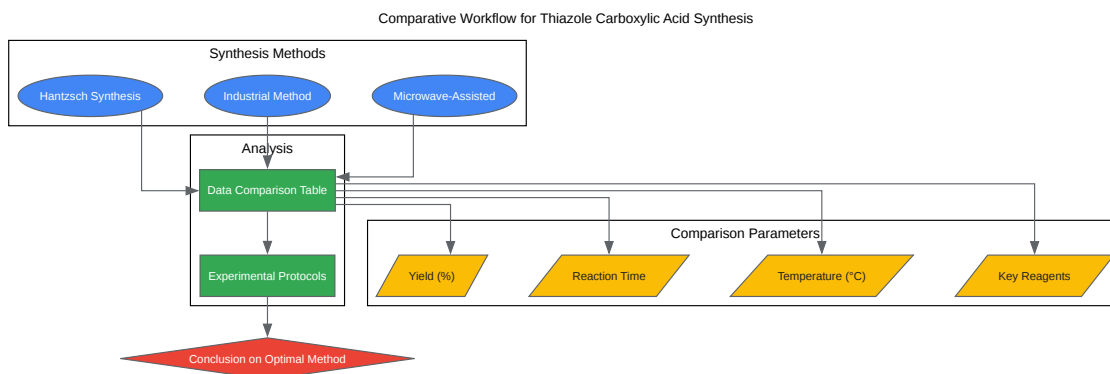 Comparative Workflow for Thiazole Carboxylic Acid Synthesis
Synthesis Methods
Hantzsch Synthesis
Industrial Method
Microwave-Assisted
Analysis
Data Comparison Table
Comparison Parameters
Experimental Protocols
Yield (%)
Reaction Time
Temperature (°C)
Key Reagents
Conclusion on Optimal Method